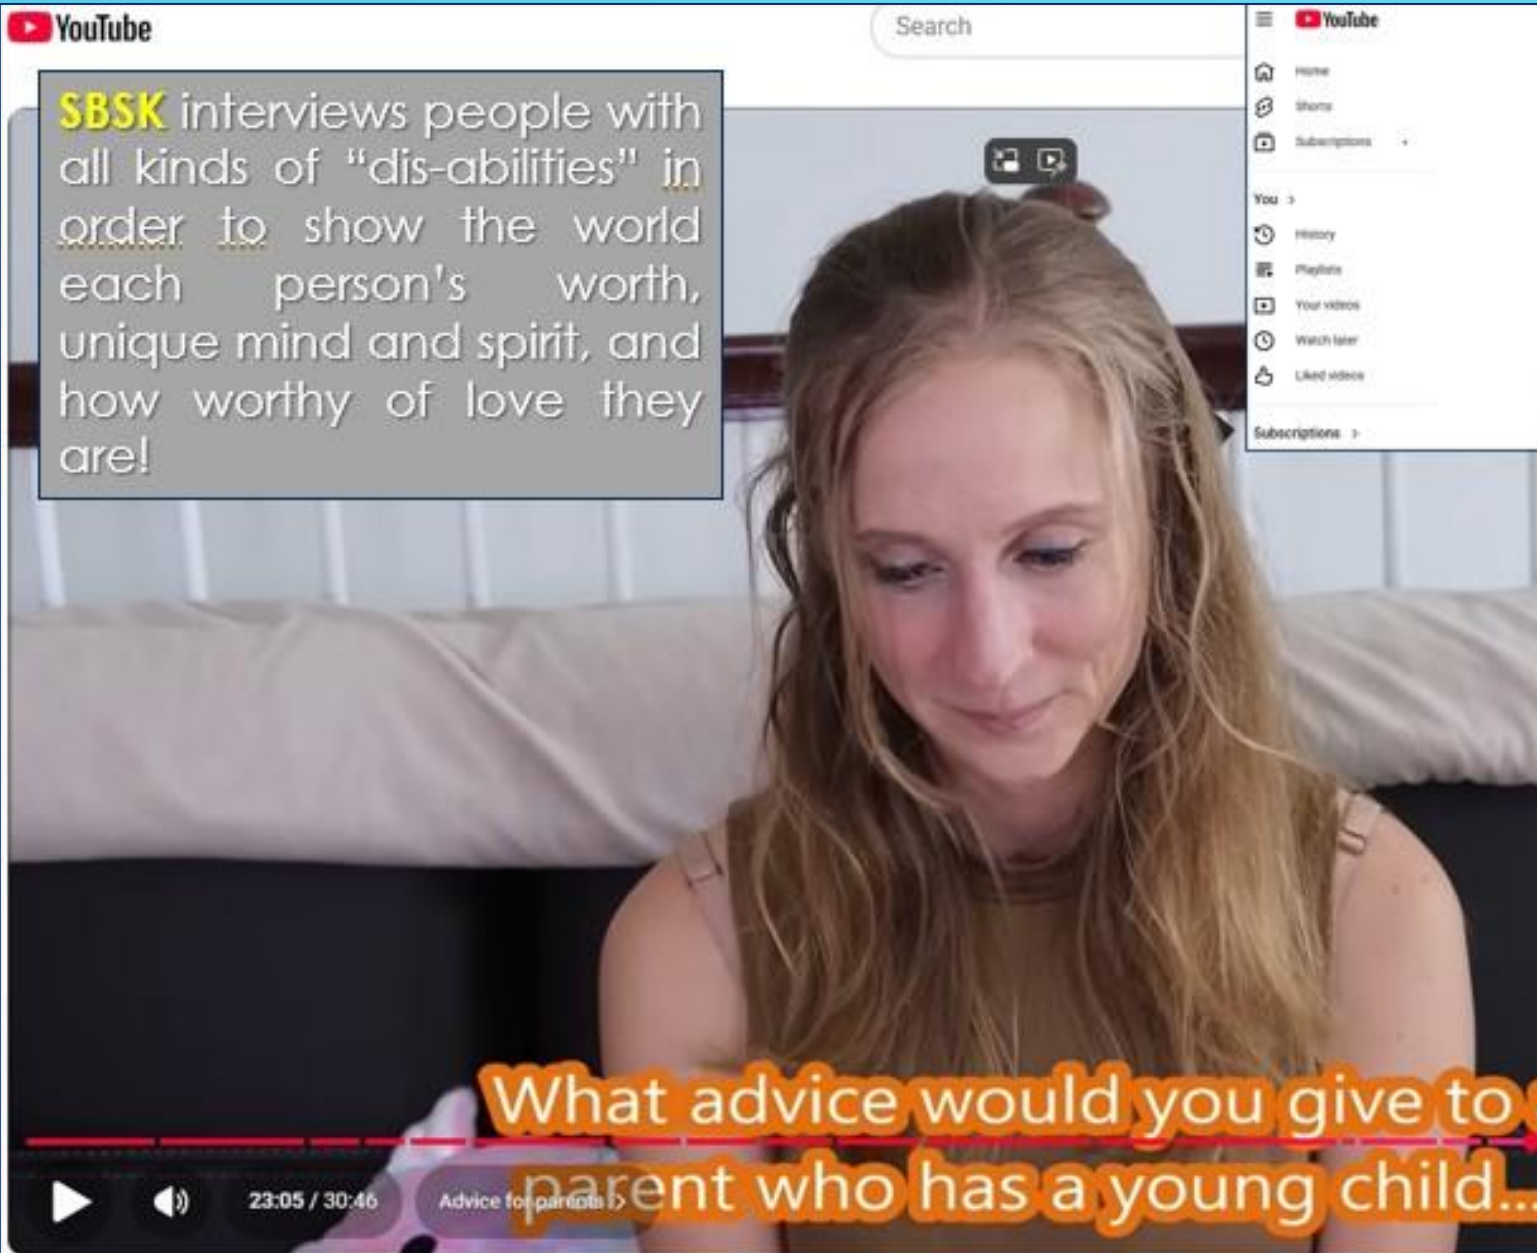 YouTube
Search
SBSK interviews people with
all kinds of “dis-abilities” in
order to show the world
each person’s worth,
unique mind and spirit, and
how worthy of love they
are!
YouTube
Home
Shorts
Subscriptions
You >
History
Playlists
Your videos
Watch later
Liked videos
Subscriptions >
What advice would you give to
parent who has a young child...
23:05 / 30:46
Advice for parents >